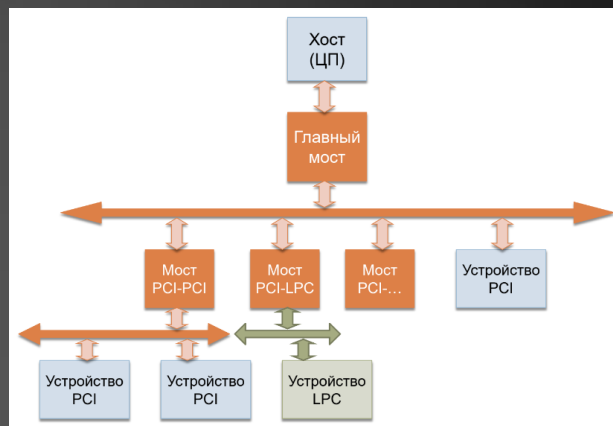 Хост
(ЦП)
Главный
мост
Мост
PCI-PCI
Мост
PCI-LPC
Мост
PCI-...
Устройство
PCI
Устройство
PCI
Устройство
PCI
Устройство
LPC